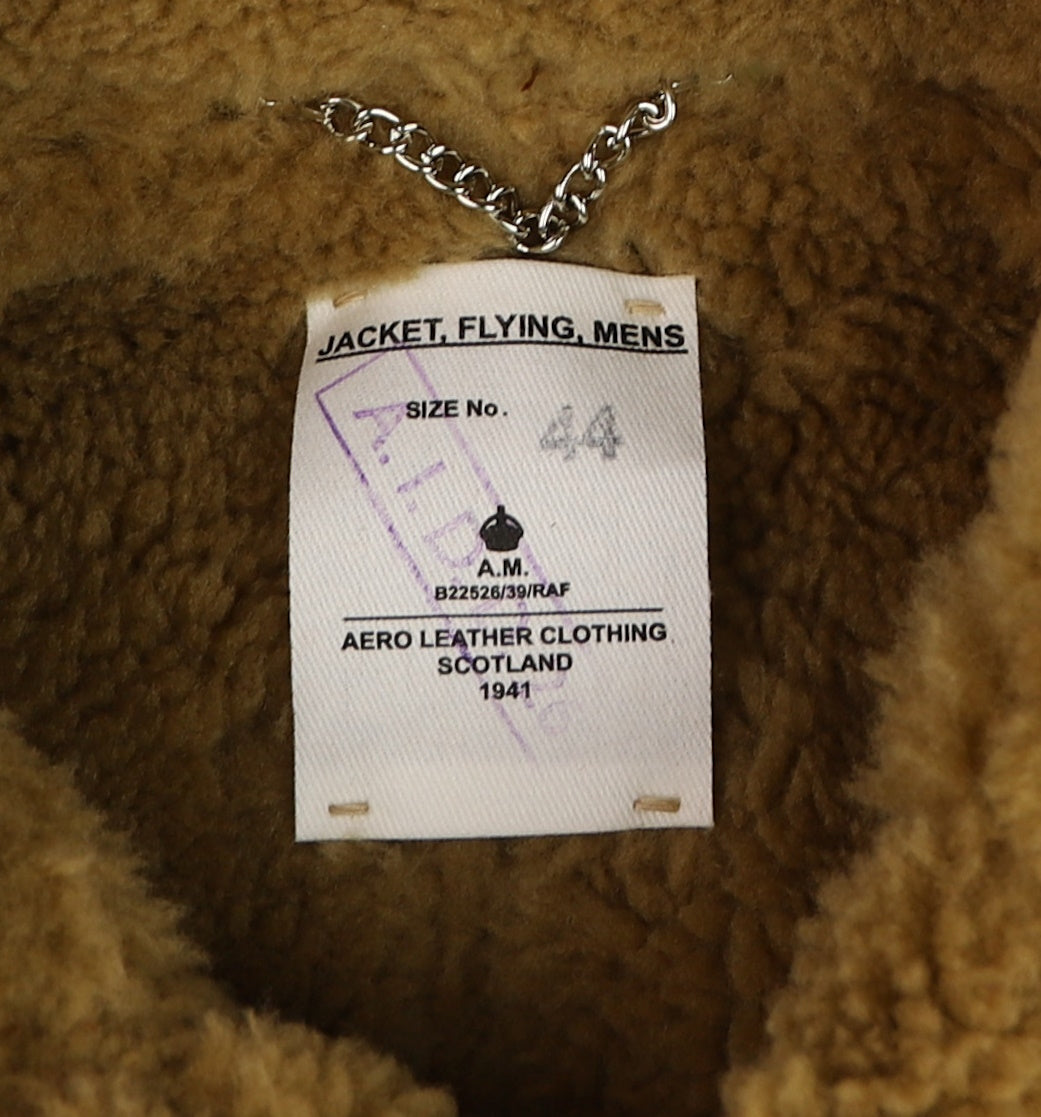 JACKET, FLYING, MENS
SIZE No. 44
A.I.D.
A.M.
B22526/39/RAF
AERO LEATHER CLOTHING
SCOTLAND
1941